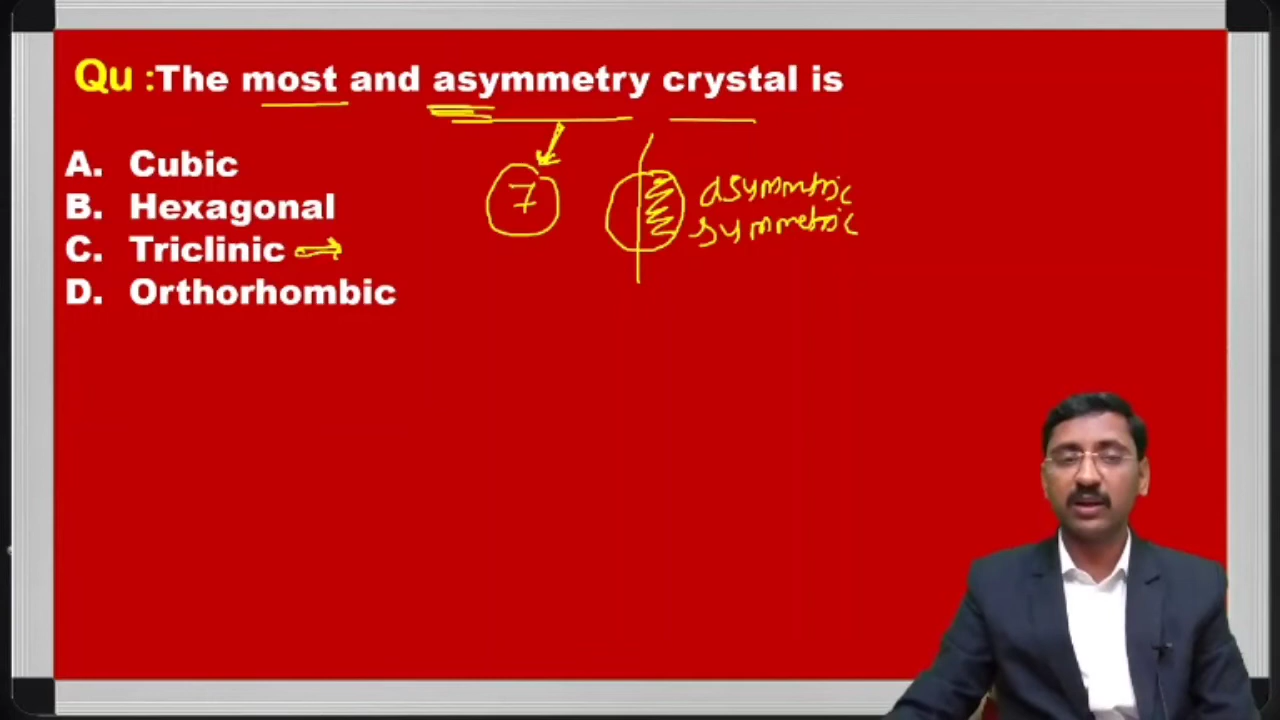 Qu :The most and asymmetry crystal is
A. Cubic
B. Hexagonal
C. Triclinic
D. Orthorhombic
7
asymmetric
symmetric